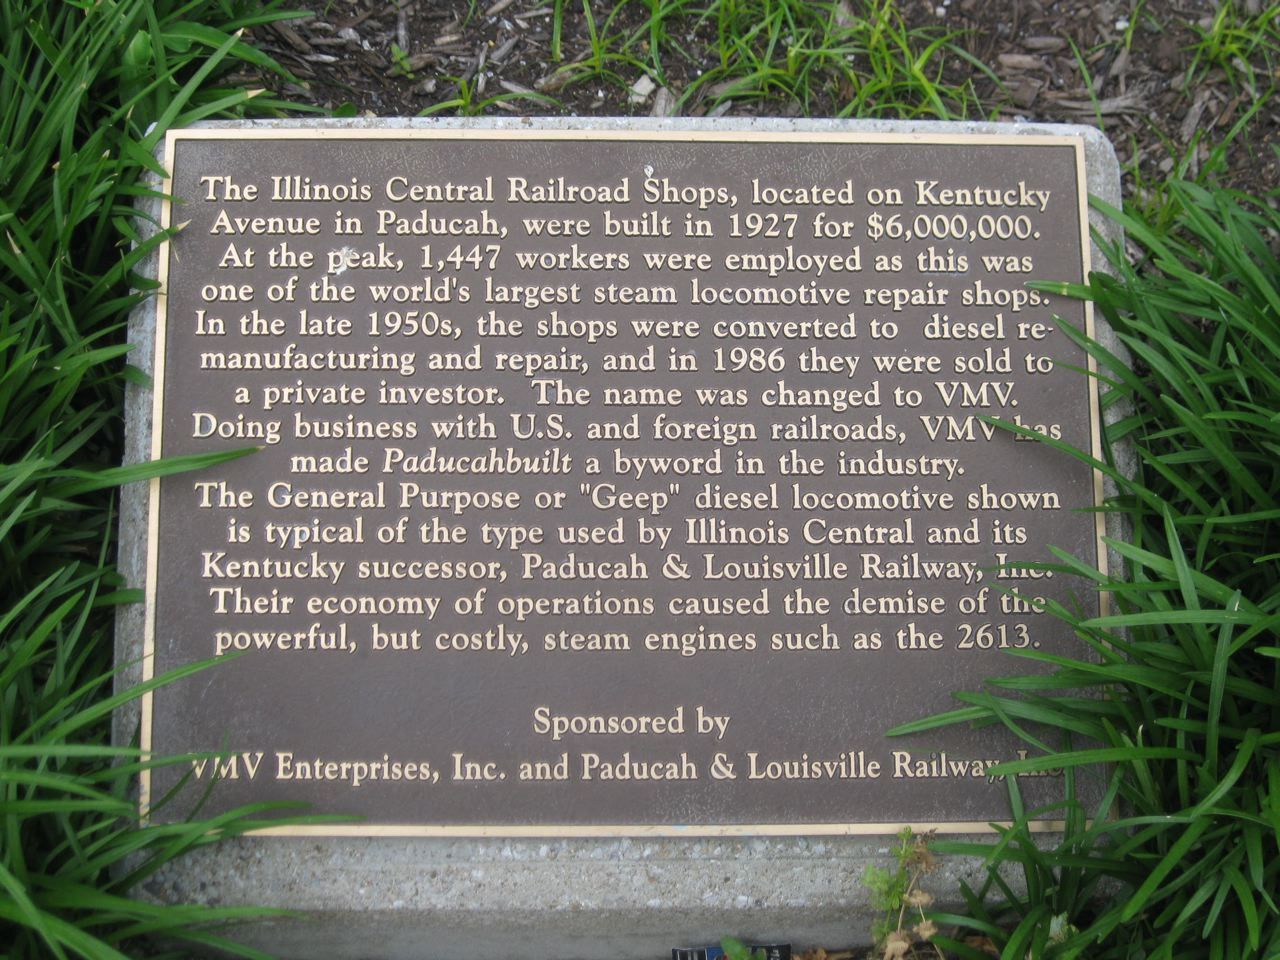 The Illinois Central Railroad Shops, located on Kentucky
Avenue in Paducah, were built in 1927 for $6,000,000.
At the peak, 1,447 workers were employed as this was
one of the world's largest steam locomotive repair shops.
In the late 1950s, the shops were converted to diesel re-
manufacturing and repair, and in 1986 they were sold to
a private investor. The name was changed to VMV.
Doing business with U.S. and foreign railroads, VMV has
made Paducahbuilt a byword in the industry.
The General Purpose or "Geep" diesel locomotive shown
is typical of the type used by Illinois Central and its
Kentucky successor, Paducah & Louisville Railway, Inc.
Their economy of operations caused the demise of the
powerful, but costly, steam engines such as the 2613.
Sponsored by
VMV Enterprises, Inc. and Paducah & Louisville Railway, Inc